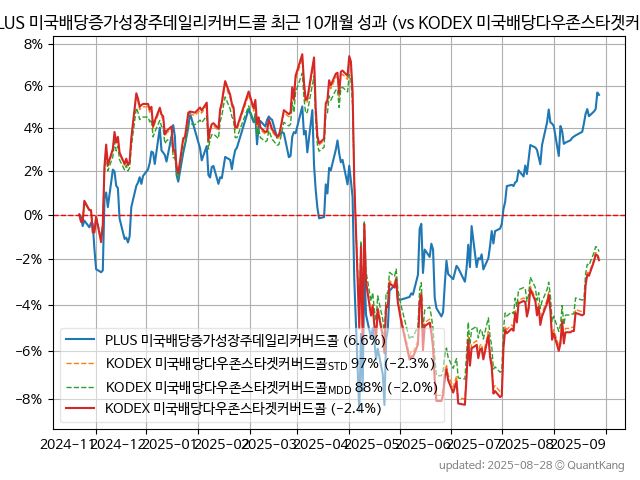 PLUS 미국배당증가성장주데일리커버드콜 최근 10개월 성과 (vs KODEX 미국배당다우존스타겟커
8%
6%
4%
2%
0%
−2%
−4%
−6%
−8%
PLUS 미국배당증가성장주데일리커버드콜 (6.6%)
KODEX 미국배당다우존스타겟커버드콜STD 97% (−2.3%)
KODEX 미국배당다우존스타겟커버드콜MDD 88% (−2.0%)
KODEX 미국배당다우존스타겟커버드콜 (−2.4%)
2024-11 2024-12 2025-01 2025-02 2025-03 2025-04 2025-05 2025-06 2025-07 2025-08 2025-09
updated: 2025-08-28 © QuantKang